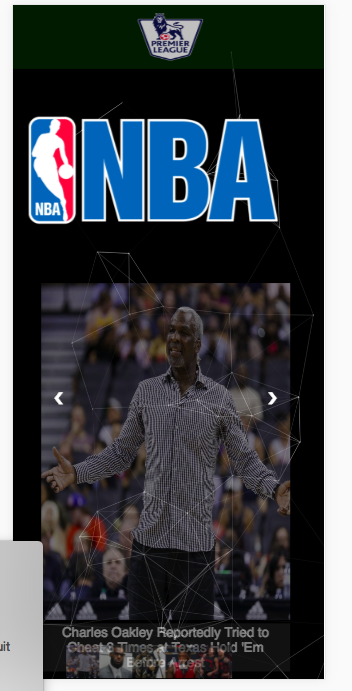 PREMIER
LEAGUE
NBA
NBA
Charles Oakley Reportedly Tried to
Cheat 3 Times at Texas Hold 'Em
Before Arrest
uit